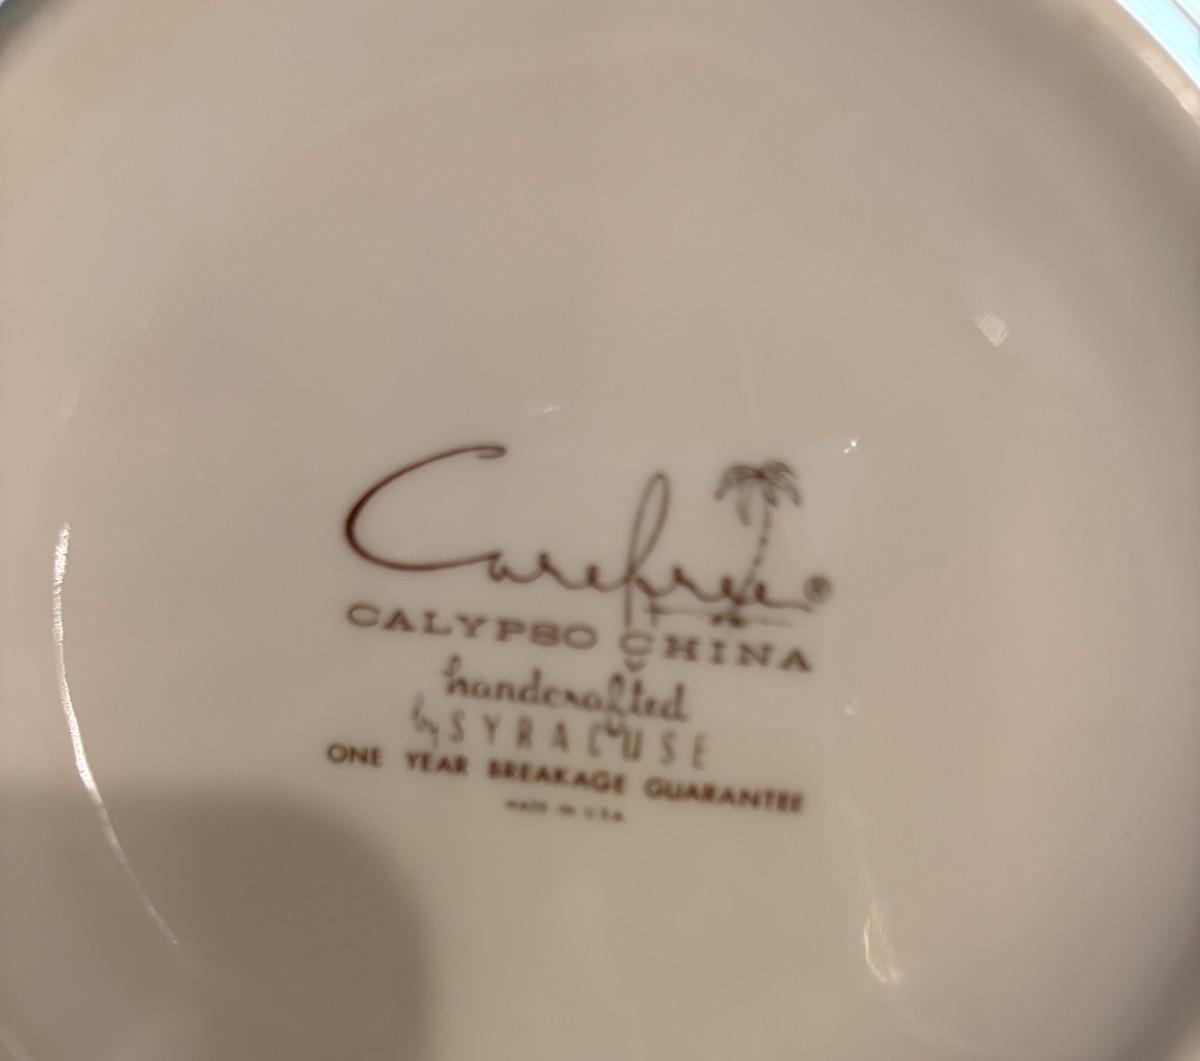 Carefree®
CALYPSO CHINA
handcrafted
by SYRACUSE
ONE YEAR BREAKAGE GUARANTEE
MADE IN U.S.A.